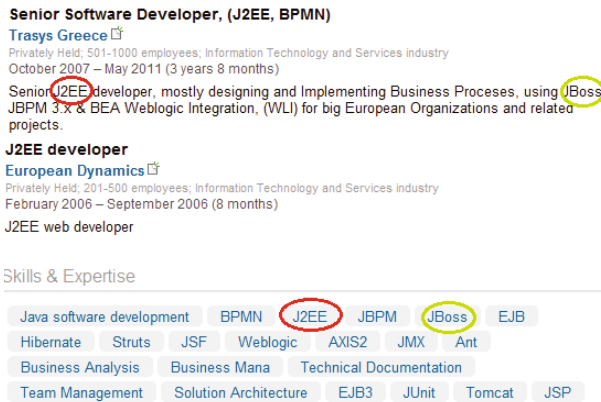 Senior Software Developer, (J2EE, BPMN)
Trasys Greece
Privately Held; 501-1000 employees; Information Technology and Services industry
October 2007 – May 2011 (3 years 8 months)
Senior J2EE developer, mostly designing and Implementing Business Proceses, using JBoss
JBPM 3.x & BEA Weblogic Integration, (WLI) for big European Organizations and related
projects.
J2EE developer
European Dynamics
Privately Held; 201-500 employees; Information Technology and Services industry
February 2006 – September 2006 (8 months)
J2EE web developer
Skills & Expertise
Java software development BPMN J2EE JBPM JBoss EJB
Hibernate Struts JSF Weblogic AXIS2 JMX Ant
Business Analysis Business Mana Technical Documentation
Team Management Solution Architecture EJB3 JUnit Tomcat JSP